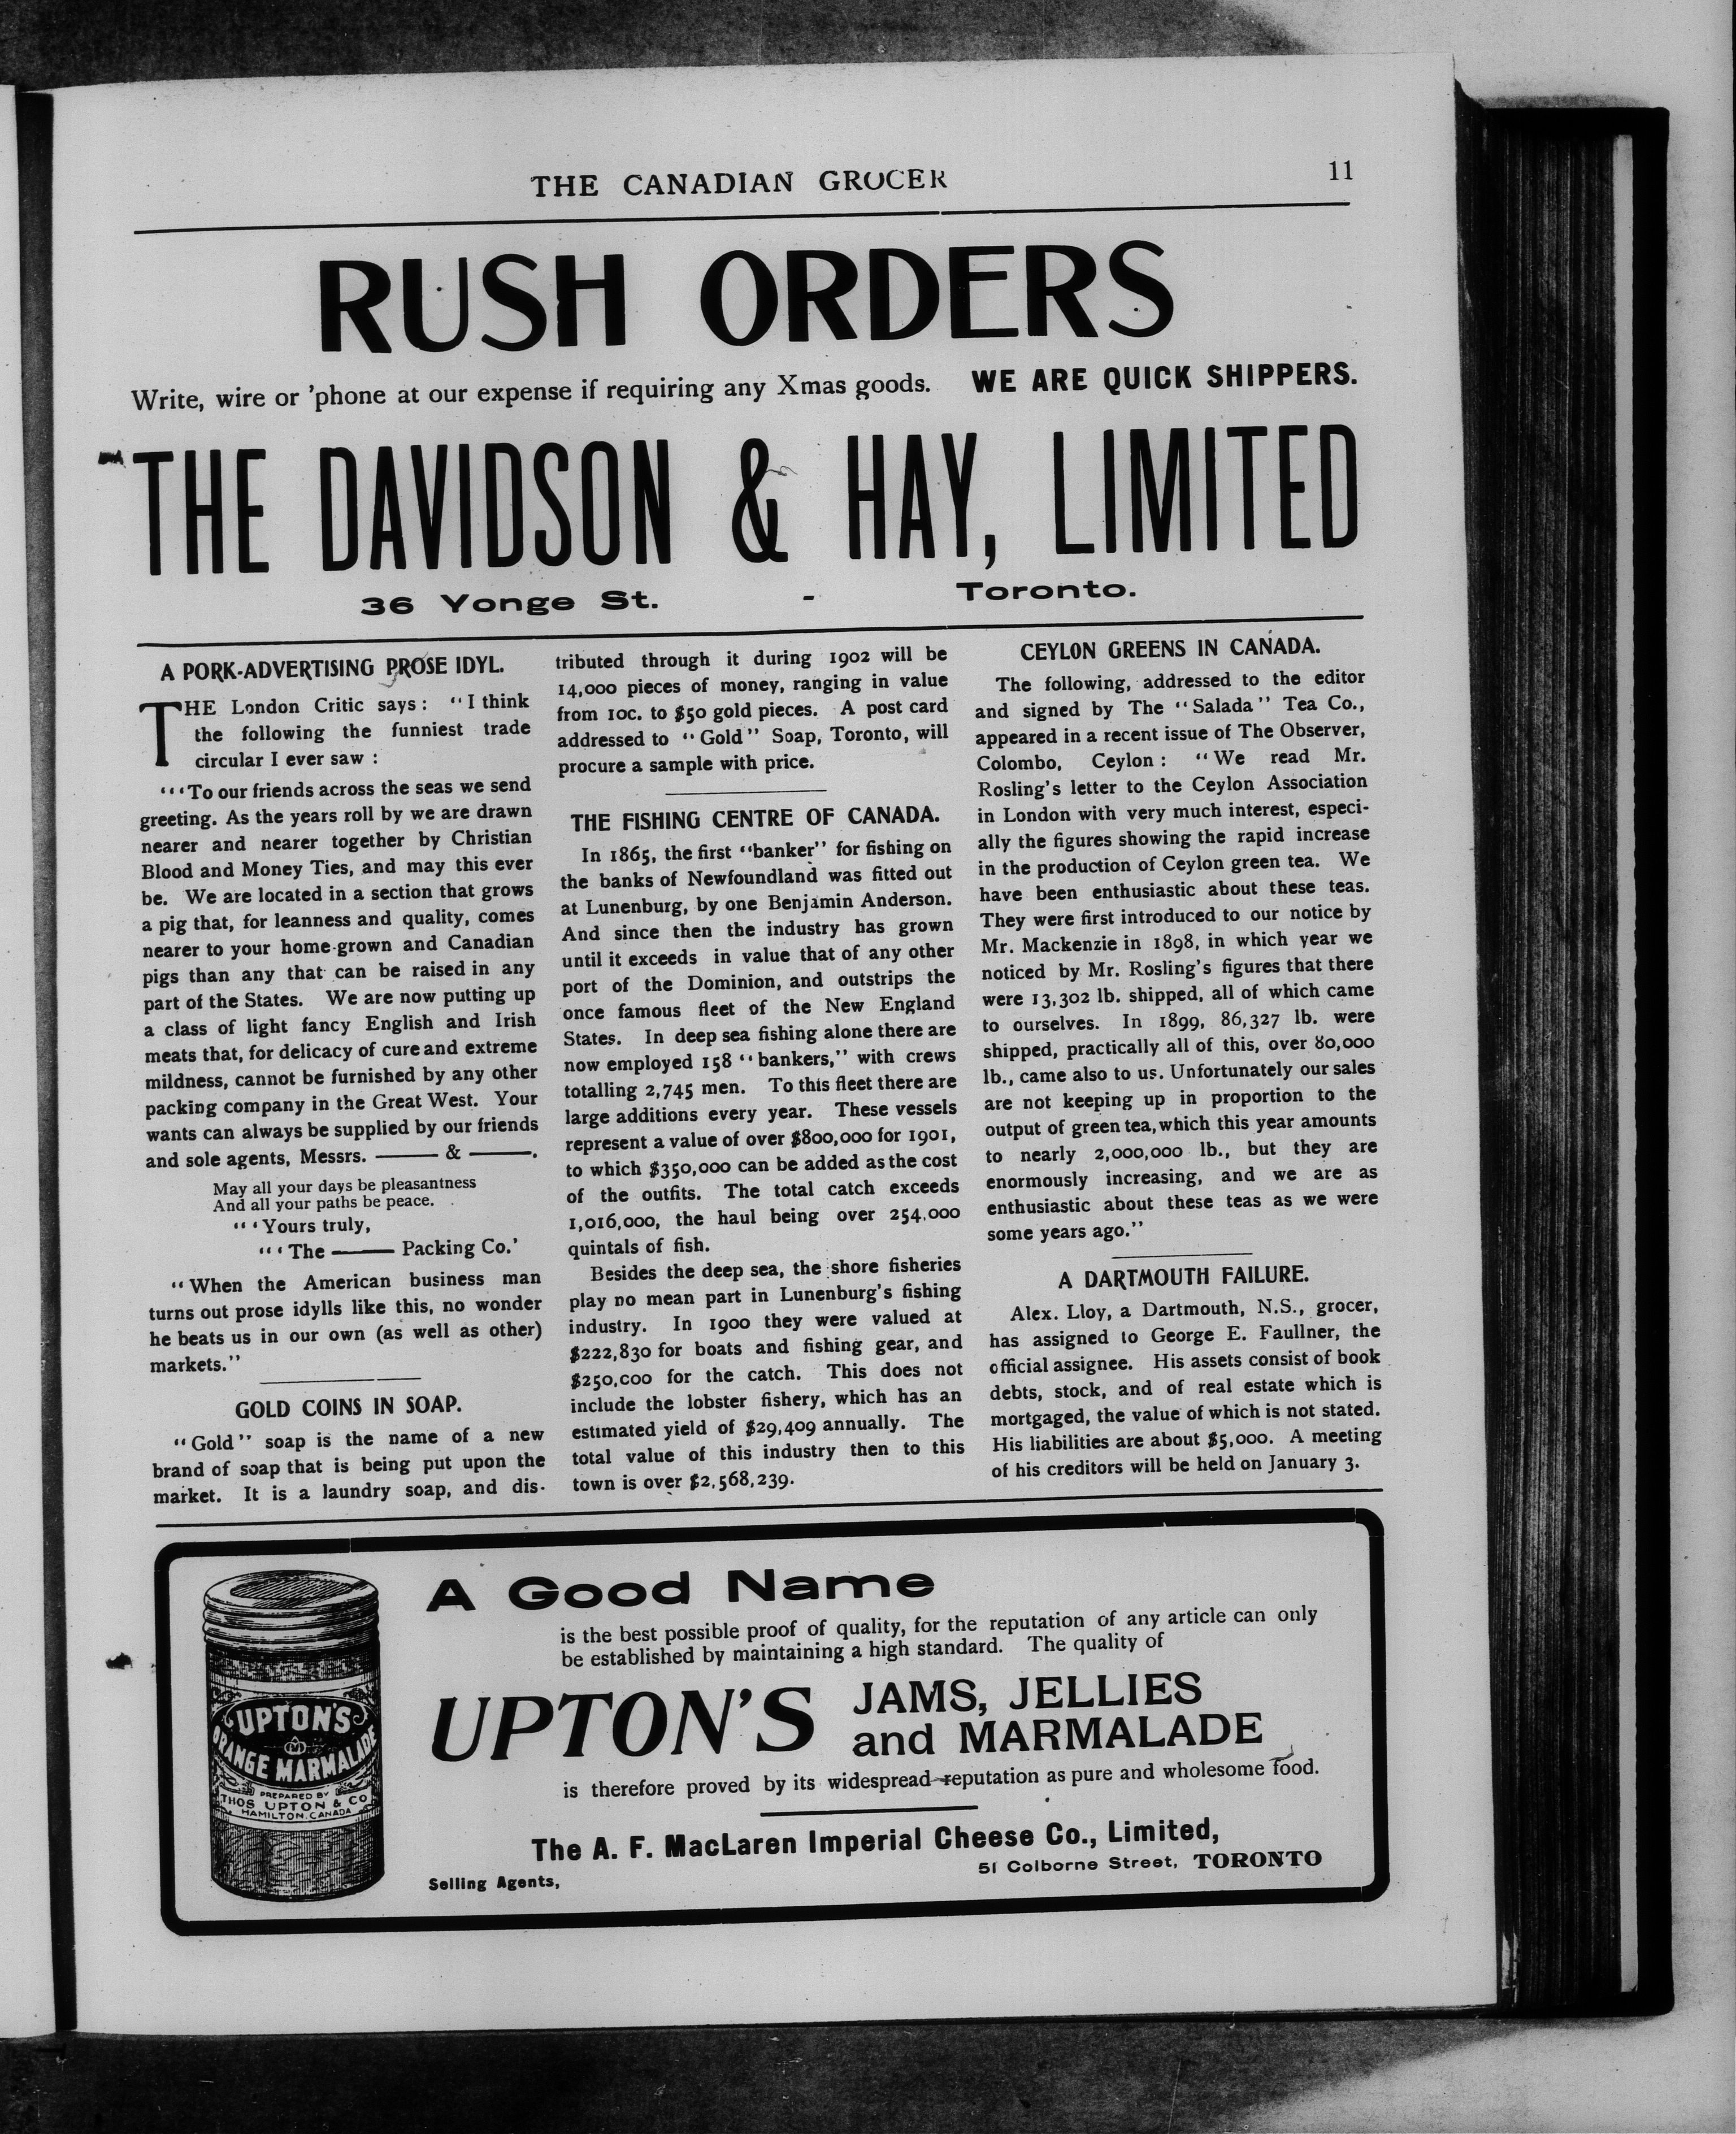 THE CANADIAN GROCER
11
RUSH ORDERS
Write, wire or 'phone at our expense if requiring any Xmas goods. WE ARE QUICK SHIPPERS.
THE DAVIDSON & HAY, LIMITED
36 Yonge St. - Toronto.
A PORK-ADVERTISING PROSE IDYL.
THE London Critic says: "I think
the following the funniest trade
circular I ever saw:
"'To our friends across the seas we send
greeting. As the years roll by we are drawn
nearer and nearer together by Christian
Blood and Money Ties, and may this ever
be. We are located in a section that grows
a pig that, for leanness and quality, comes
nearer to your home-grown and Canadian
pigs than any that can be raised in any
part of the States. We are now putting up
a class of light fancy English and Irish
meats that, for delicacy of cure and extreme
mildness, cannot be furnished by any other
packing company in the Great West. Your
wants can always be supplied by our friends
and sole agents, Messrs. —— & ——.
May all your days be pleasantness
And all your paths be peace.
"'Yours truly,
"'The —— Packing Co.'
"When the American business man
turns out prose idylls like this, no wonder
he beats us in our own (as well as other)
markets."
GOLD COINS IN SOAP.
"Gold" soap is the name of a new
brand of soap that is being put upon the
market. It is a laundry soap, and dis-
tributed through it during 1902 will be
14,000 pieces of money, ranging in value
from 10c. to $50 gold pieces. A post card
addressed to "Gold" Soap, Toronto, will
procure a sample with price.
THE FISHING CENTRE OF CANADA.
In 1865, the first "banker" for fishing on
the banks of Newfoundland was fitted out
at Lunenburg, by one Benjamin Anderson.
And since then the industry has grown
until it exceeds in value that of any other
port of the Dominion, and outstrips the
once famous fleet of the New England
States. In deep sea fishing alone there are
now employed 158 "bankers," with crews
totalling 2,745 men. To this fleet there are
large additions every year. These vessels
represent a value of over $800,000 for 1901,
to which $350,000 can be added as the cost
of the outfits. The total catch exceeds
1,016,000, the haul being over 254,000
quintals of fish.
Besides the deep sea, the shore fisheries
play no mean part in Lunenburg's fishing
industry. In 1900 they were valued at
$222,830 for boats and fishing gear, and
$250,000 for the catch. This does not
include the lobster fishery, which has an
estimated yield of $29,409 annually. The
total value of this industry then to this
town is over $2,568,239.
CEYLON GREENS IN CANADA.
The following, addressed to the editor
and signed by The "Salada" Tea Co.,
appeared in a recent issue of The Observer,
Colombo, Ceylon: "We read Mr.
Rosling's letter to the Ceylon Association
in London with very much interest, especi-
ally the figures showing the rapid increase
in the production of Ceylon green tea. We
have been enthusiastic about these teas.
They were first introduced to our notice by
Mr. Mackenzie in 1898, in which year we
noticed by Mr. Rosling's figures that there
were 13,302 lb. shipped, all of which came
to ourselves. In 1899, 86,327 lb. were
shipped, practically all of this, over 80,000
lb., came also to us. Unfortunately our sales
are not keeping up in proportion to the
output of green tea, which this year amounts
to nearly 2,000,000 lb., but they are
enormously increasing, and we are as
enthusiastic about these teas as we were
some years ago."
A DARTMOUTH FAILURE.
Alex. Lloy, a Dartmouth, N.S., grocer,
has assigned to George E. Faullner, the
official assignee. His assets consist of book
debts, stock, and of real estate which is
mortgaged, the value of which is not stated.
His liabilities are about $5,000. A meeting
of his creditors will be held on January 3.
UPTON'S
ORANGE MARMALADE
PREPARED BY
THOS UPTON & CO
HAMILTON, CANADA
A Good Name
is the best possible proof of quality, for the reputation of any article can only
be established by maintaining a high standard. The quality of
UPTON'S JAMS, JELLIES
and MARMALADE
is therefore proved by its widespread reputation as pure and wholesome food.
The A. F. MacLaren Imperial Cheese Co., Limited,
Selling Agents, 51 Colborne Street, TORONTO